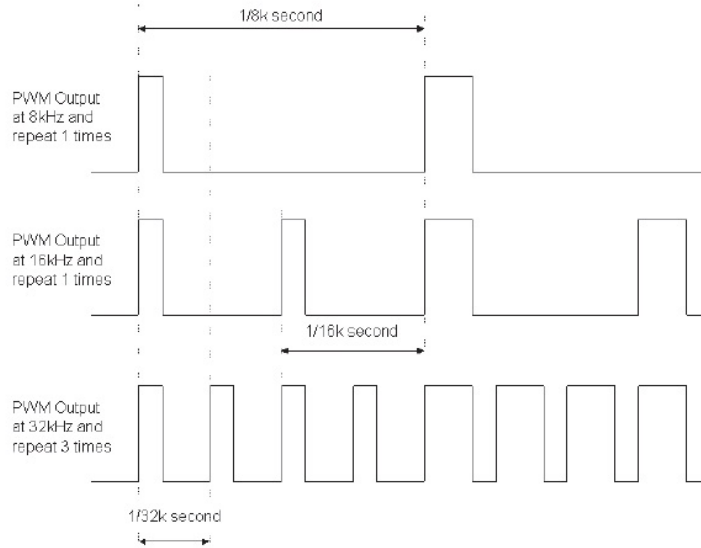 1/8k second
PWM Output
at 8kHz and
repeat 1 times
PWM Output
at 16kHz and
repeat 1 times
1/16k second
PWM Output
at 32kHz and
repeat 3 times
1/32k second